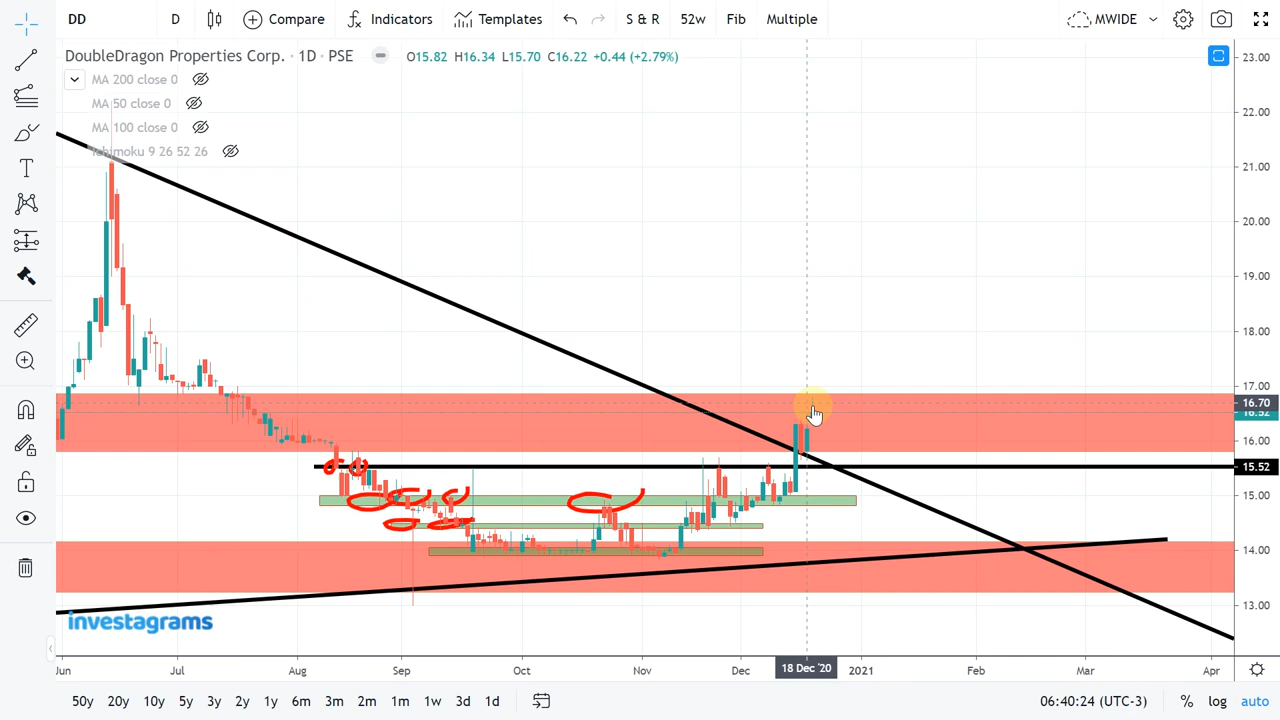 DD D Compare Indicators Templates S & R 52w Fib Multiple MWIDE
DoubleDragon Properties Corp. · 1D · PSE O15.82 H16.34 L15.70 C16.22 +0.44 (+2.79%)
MA 200 close 0
MA 50 close 0
MA 100 close 0
Ichimoku 9 26 52 26
23.00
22.00
21.00
20.00
19.00
18.00
17.00
16.70
16.52
16.00
15.52
15.00
14.00
13.00
investagrams
Jun Jul Aug Sep Oct Nov Dec 18 Dec '20 2021 Feb Mar Apr
50y 20y 10y 5y 3y 2y 1y 6m 3m 2m 1m 1w 3d 1d 06:40:24 (UTC-3) % log auto